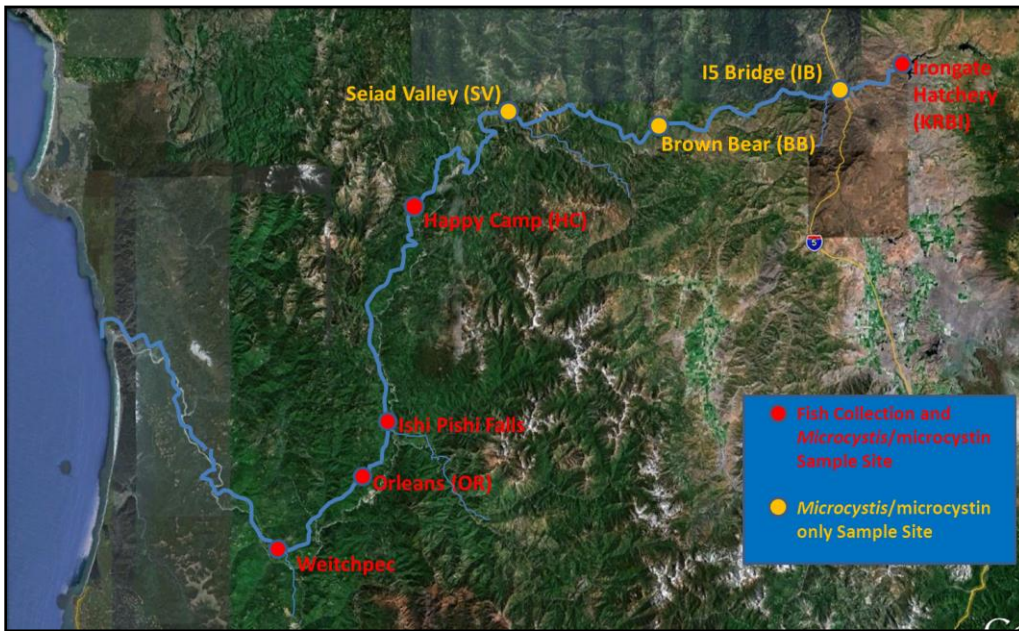 I5 Bridge (IB)
Irongate
Hatchery
(KRBI)
Seiad Valley (SV)
Brown Bear (BB)
Happy Camp (HC)
5
Ishi Pishi Falls
Orleans (OR)
Weitchpec
Fish Collection and
Microcystis/microcystin
Sample Site
Microcystis/microcystin
only Sample Site